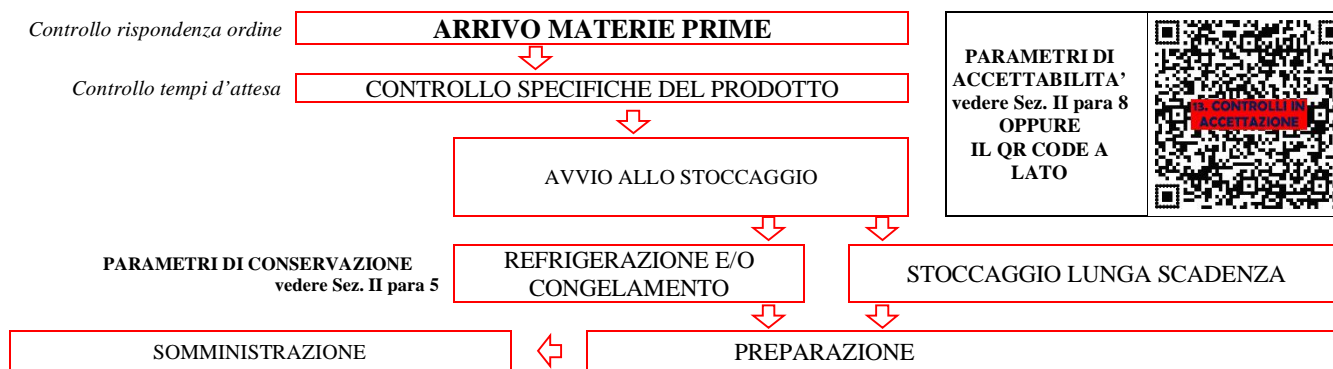 Controllo rispondenza ordine
ARRIVO MATERIE PRIME
Controllo tempi d'attesa
CONTROLLO SPECIFICHE DEL PRODOTTO
AVVIO ALLO STOCCAGGIO
PARAMETRI DI
ACCETTABILITA'
vedere Sez. II para 8
OPPURE
IL QR CODE A
LATO
13. CONTROLLI IN
ACCETTAZIONE
PARAMETRI DI CONSERVAZIONE
vedere Sez. II para 5
REFRIGERAZIONE E/O
CONGELAMENTO
STOCCAGGIO LUNGA SCADENZA
SOMMINISTRAZIONE
PREPARAZIONE